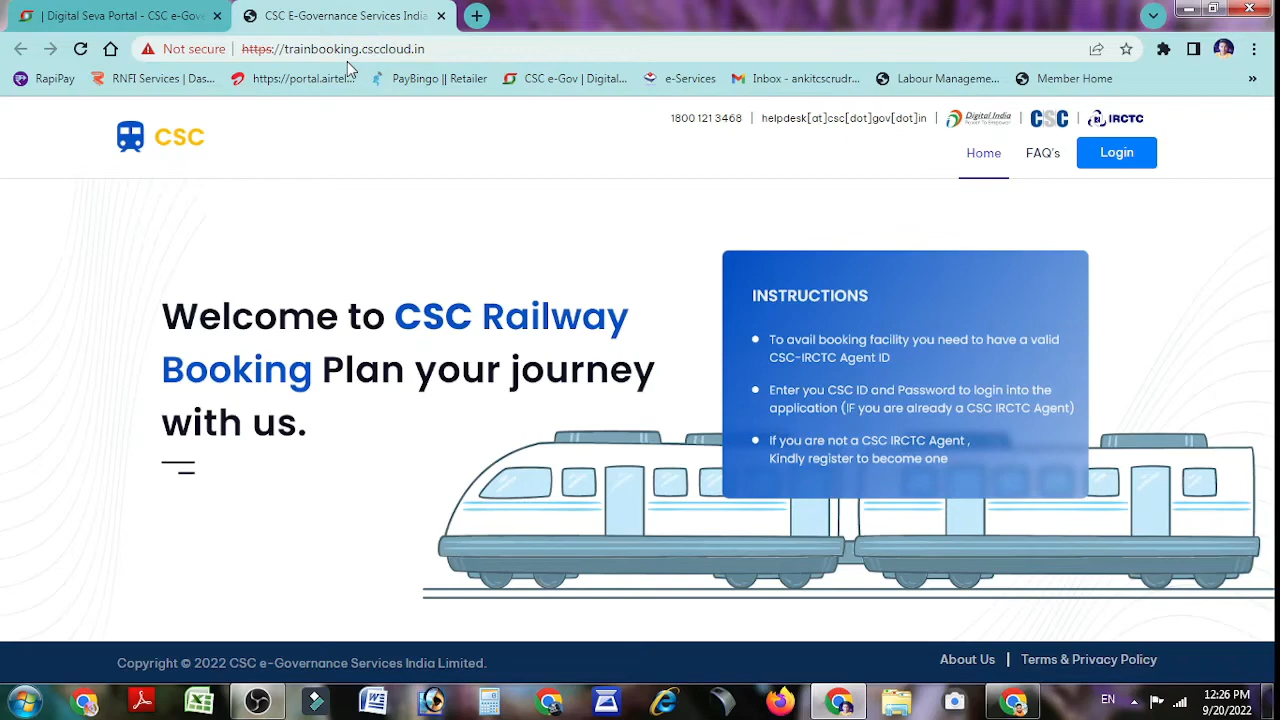 | Digital Seva Portal | CSC e-Gov
CSC E-Governance Services India
Not secure | https://trainbooking.csccloud.in
RapiPay
RNFI Services | Das...
https://portal.airtel...
PayBingo || Retailer
CSC e-Gov | Digital...
e-Services
Inbox - ankitcscrudr...
Labour Manageme...
Member Home
»
CSC
1800 121 3468 | helpdesk[at]csc[dot]gov[dot]in | Digital India | CSC | IRCTC
Home FAQ's Login
Welcome to CSC Railway
Booking Plan your journey
with us.
INSTRUCTIONS
To avail booking facility you need to have a valid
CSC-IRCTC Agent ID
Enter you CSC ID and Password to login into the
application (IF you are already a CSC IRCTC Agent)
If you are not a CSC IRCTC Agent ,
Kindly register to become one
Copyright © 2022 CSC e-Governance Services India Limited.
About Us | Terms & Privacy Policy
EN
12:26 PM
9/20/2022